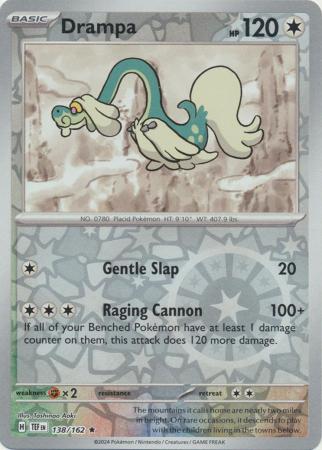 BASIC
Drampa
HP 120
NO. 0780 Placid Pokémon HT: 9'10" WT: 407.9 lbs.
Gentle Slap 20
Raging Cannon 100+
If all of your Benched Pokémon have at least 1 damage
counter on them, this attack does 120 more damage.
weakness ×2 resistance retreat
Illus. Toshinao Aoki
H TEF EN 138/162 ★
The mountains it calls home are nearly two miles
in height. On rare occasions, it descends to play
with the children living in the towns down below.
©2024 Pokémon / Nintendo / Creatures / GAME FREAK